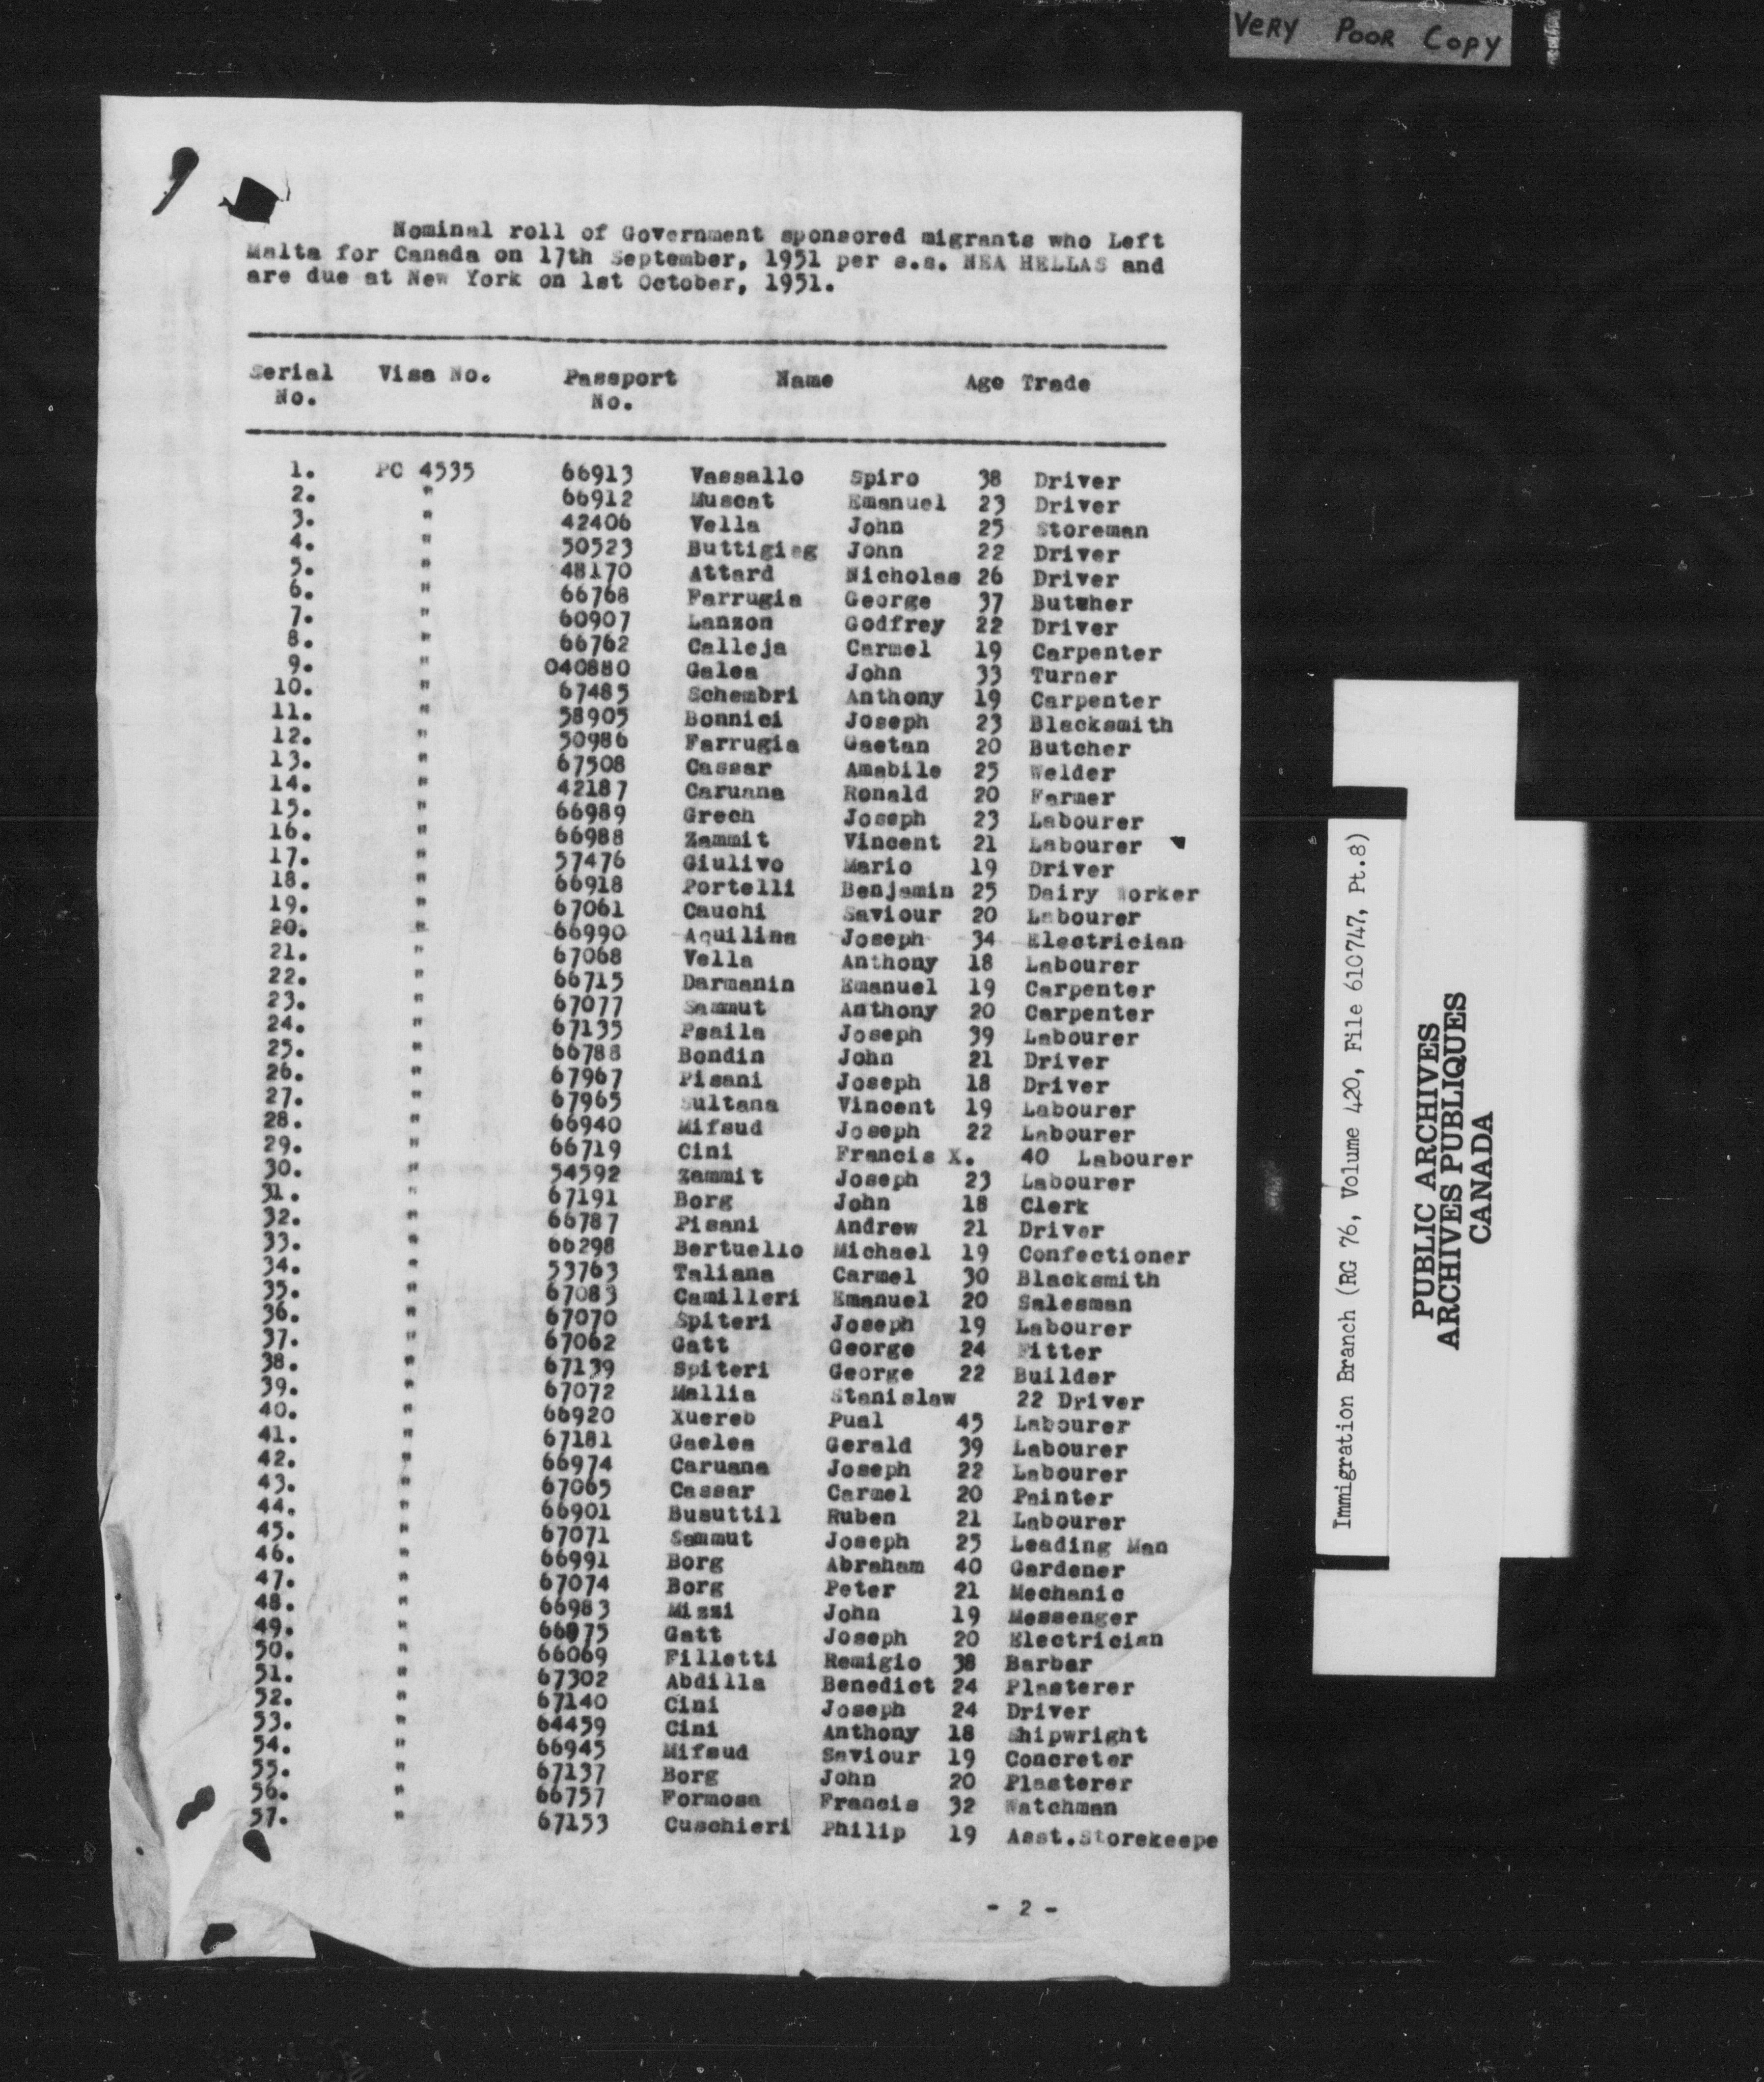 VERY POOR COPY
Nominal roll of Government sponsored migrants who Left
Malta for Canada on 17th September, 1951 per s.s. NEA HELLAS and
are due at New York on 1st October, 1951.
Serial Visa No. Passport Name Age Trade
No. No.
1. PC 4535 66913 Vassallo Spiro 38 Driver
2. " 66912 Muscat Emanuel 23 Driver
3. " 42406 Vella John 25 Storeman
4. " 50523 Buttigieg John 22 Driver
5. " 48170 Attard Nicholas 26 Driver
6. " 66768 Farrugia George 37 Butcher
7. " 60907 Lanzon Godfrey 22 Driver
8. " 66762 Calleja Carmel 19 Carpenter
9. " 040880 Galea John 33 Turner
10. " 67485 Schembri Anthony 19 Carpenter
11. " 58905 Bonnici Joseph 23 Blacksmith
12. " 50986 Farrugia Gaetan 20 Butcher
13. " 67508 Cassar Amabile 25 Welder
14. " 42187 Caruana Ronald 20 Farmer
15. " 66989 Grech Joseph 23 Labourer
16. " 66988 Zammit Vincent 21 Labourer
17. " 57476 Giulivo Mario 19 Driver
18. " 66918 Portelli Benjamin 25 Dairy Worker
19. " 67061 Cauchi Saviour 20 Labourer
20. " 66990 Aquilina Joseph 34 Electrician
21. " 67068 Vella Anthony 18 Labourer
22. " 66715 Darmanin Emanuel 19 Carpenter
23. " 67077 Sammut Anthony 20 Carpenter
24. " 67135 Psaila Joseph 39 Labourer
25. " 66788 Bondin John 21 Driver
26. " 67967 Pisani Joseph 18 Driver
27. " 67965 Sultana Vincent 19 Labourer
28. " 66940 Mifsud Joseph 22 Labourer
29. " 66719 Cini Francis X. 40 Labourer
30. " 54592 Zammit Joseph 23 Labourer
31. " 67191 Borg John 18 Clerk
32. " 66787 Pisani Andrew 21 Driver
33. " 66298 Bertuello Michael 19 Confectioner
34. " 53763 Taliana Carmel 30 Blacksmith
35. " 67083 Camilleri Emanuel 20 Salesman
36. " 67070 Spiteri Joseph 19 Labourer
37. " 67062 Gatt George 24 Fitter
38. " 67139 Spiteri George 22 Builder
39. " 67072 Mallia Stanislaw 22 Driver
40. " 66920 Xuereb Pual 45 Labourer
41. " 67181 Gaelea Gerald 39 Labourer
42. " 66974 Caruana Joseph 22 Labourer
43. " 67065 Cassar Carmel 20 Painter
44. " 66901 Busuttil Ruben 21 Labourer
45. " 67071 Sammut Joseph 25 Leading Man
46. " 66991 Borg Abraham 40 Gardener
47. " 67074 Borg Peter 21 Mechanic
48. " 66983 Mizzi John 19 Messenger
49. " Gatt Joseph 20 Electrician
50. " 66069 Filletti Remigio 38 Barber
51. " 67302 Abdilla Benedict 24 Plasterer
52. " 67140 Cini Joseph 24 Driver
53. " 64459 Cini Anthony 18 Shipwright
54. " 66945 Mifsud Saviour 19 Concreter
55. " 67137 Borg John 20 Plasterer
56. " 66757 Formosa Francis 32 Watchman
57. " 67153 Cuschieri Philip 19 Asst.Storekeepe
- 2 -
Immigration Branch (RG 76, Volume 420, File 610747, Pt.8)
PUBLIC ARCHIVES
ARCHIVES PUBLIQUES
CANADA